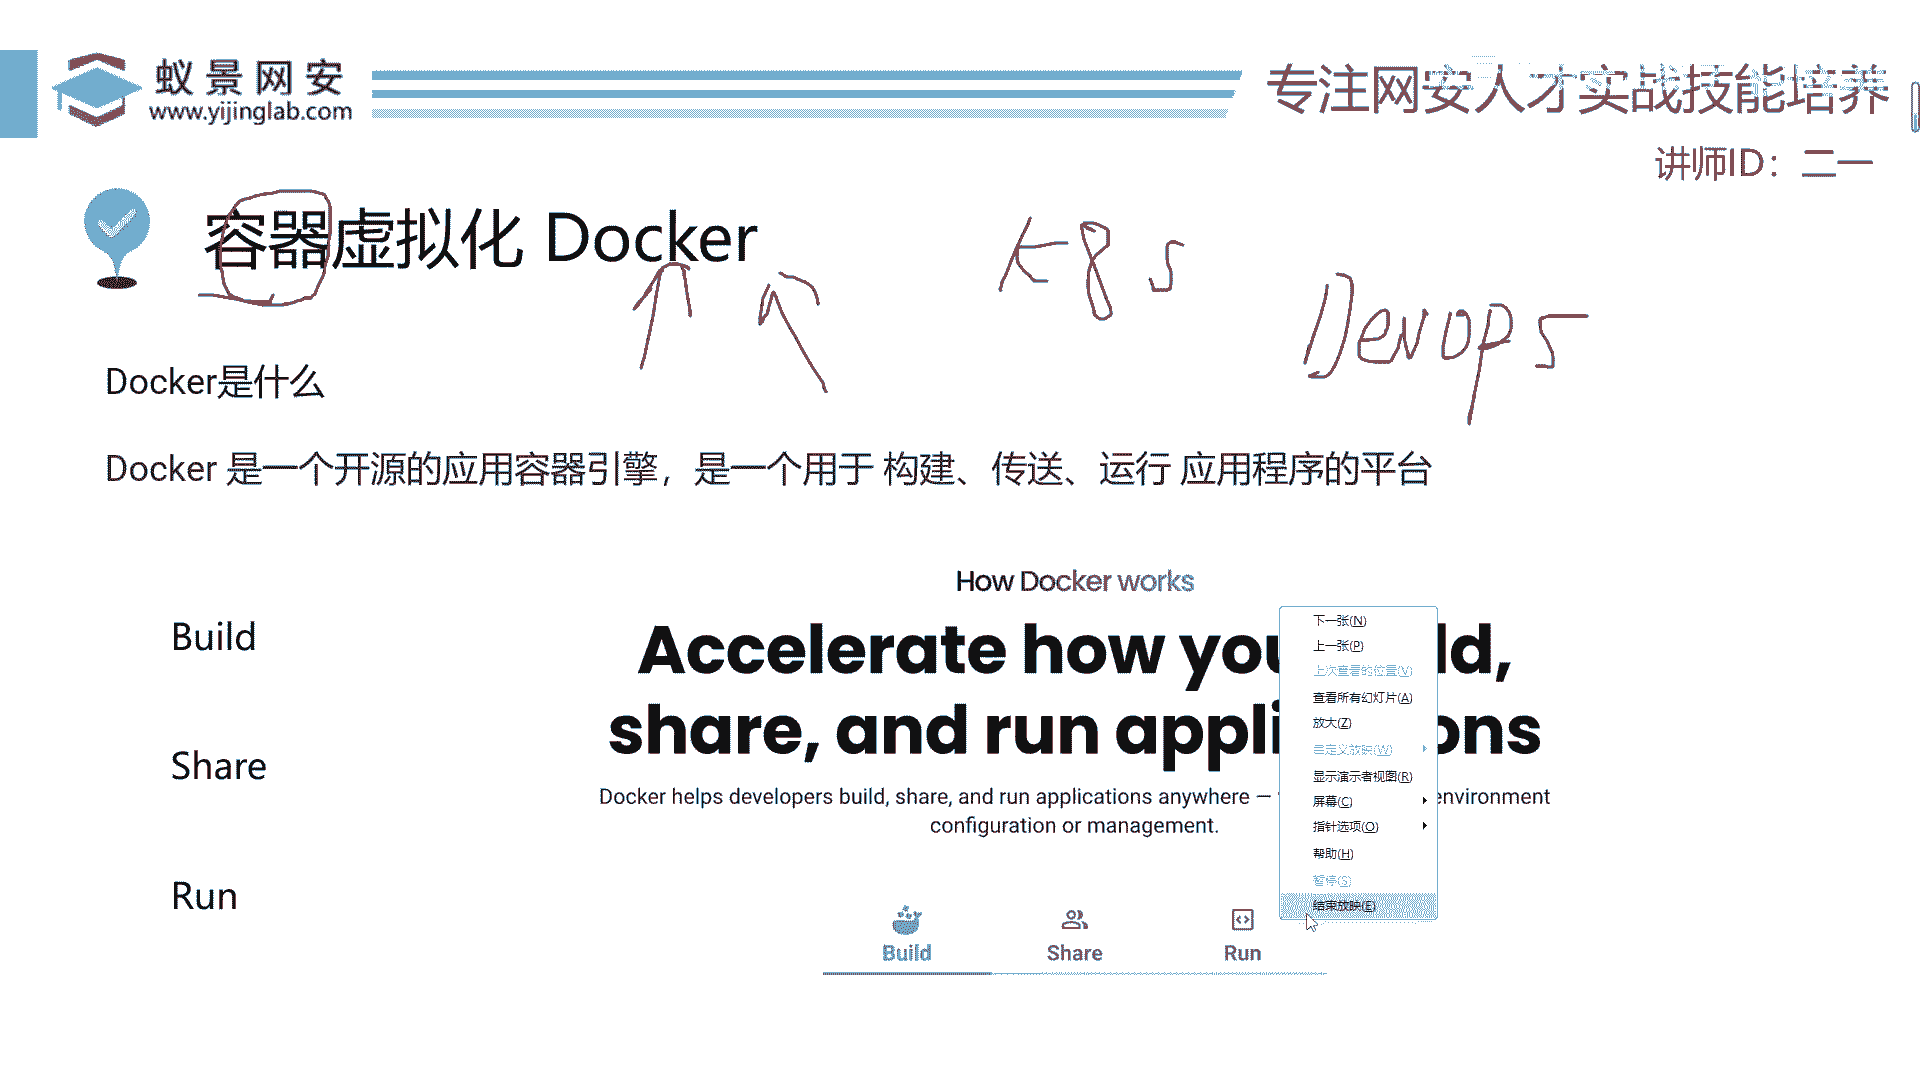 蚁景网安
www.yijinglab.com
专注网安人才实战技能培养
讲师ID：二一
容器虚拟化 Docker
k8s
Devops
Docker是什么
Docker 是一个开源的应用容器引擎，是一个用于 构建、传送、运行 应用程序的平台
Build
Share
Run
How Docker works
Accelerate how you ld,
share, and run appli ons
Docker helps developers build, share, and run applications anywhere — environment
configuration or management.
下一张(N)
上一张(P)
上次查看的位置(V)
查看所有幻灯片(A)
放大(Z)
自定义放映(W)
显示演示者视图(R)
屏幕(C)
指针选项(O)
帮助(H)
暂停(S)
结束放映(E)
Build
Share
Run